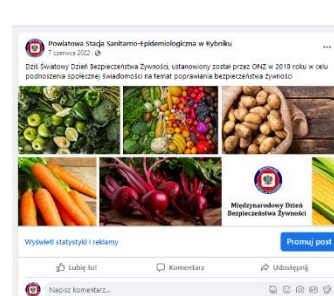 Powiatowa Stacja Sanitarno-Epidemiologiczna w Rybniku
7 czerwca 2022 ·
Dziś Światowy Dzień Bezpieczeństwa Żywności, ustanowiony został przez ONZ w 2018 roku w celu
podnoszenia społecznej świadomości na temat poprawiania bezpieczeństwa żywności
Międzynarodowy Dzień
Bezpieczeństwa Żywności
Wyświetl statystyki i reklamy
Promuj post
Lubię to!
Komentarz
Udostępnij
Napisz komentarz...